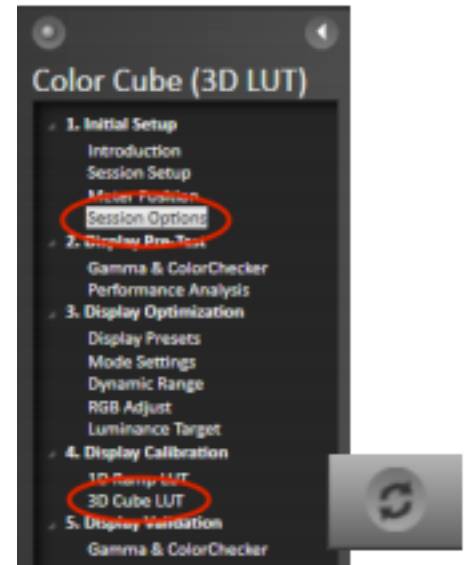 Color Cube (3D LUT)
1. Initial Setup
Introduction
Session Setup
Meter Position
Session Options
2. Display Pre-Test
Gamma & ColorChecker
Performance Analysis
3. Display Optimization
Display Presets
Mode Settings
Dynamic Range
RGB Adjust
Luminance Target
4. Display Calibration
1D Ramp LUT
3D Cube LUT
5. Display Validation
Gamma & ColorChecker